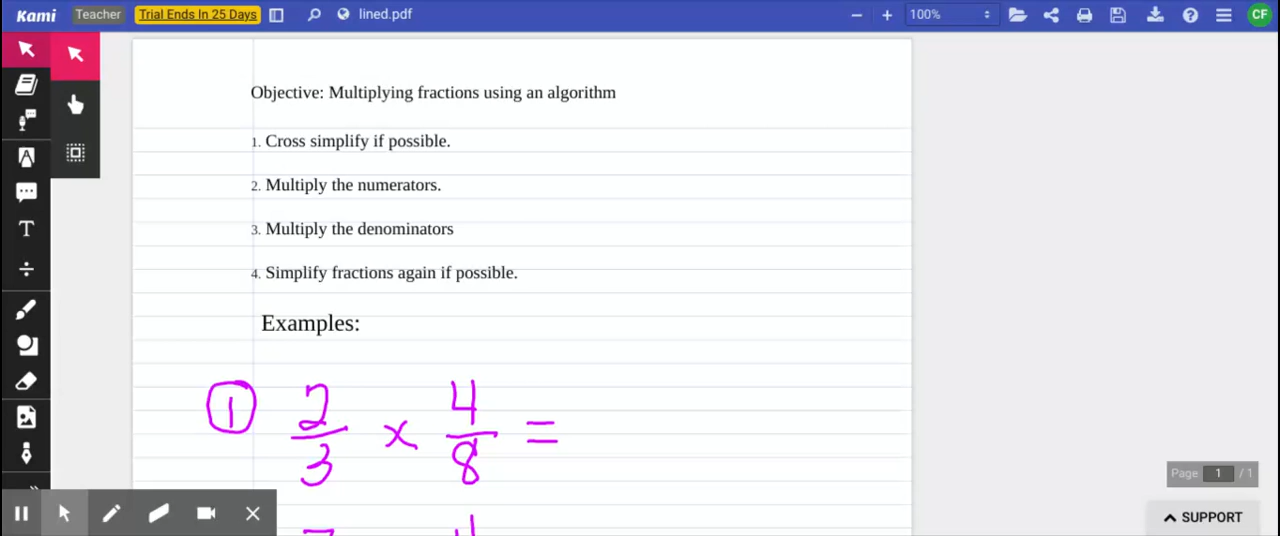 Kami Teacher Trial Ends In 25 Days lined.pdf 100% CF
Objective: Multiplying fractions using an algorithm
1. Cross simplify if possible.
2. Multiply the numerators.
3. Multiply the denominators
4. Simplify fractions again if possible.
Examples:
1 2/3 x 4/8 =
Page 1 / 1
SUPPORT